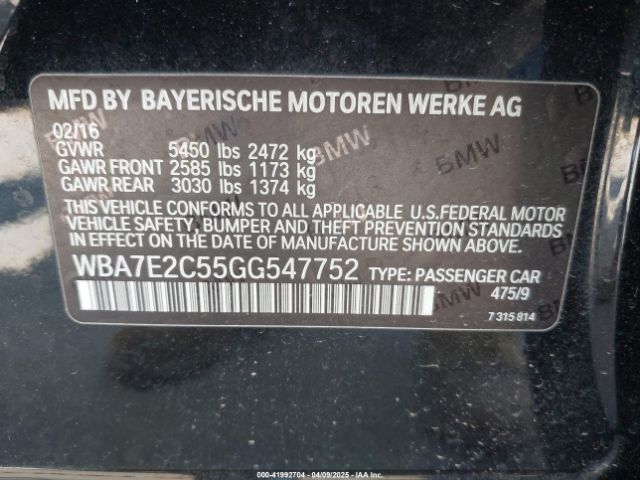 MFD BY BAYERISCHE MOTOREN WERKE AG
02/16
GVWR 5450 lbs 2472 kg
GAWR FRONT 2585 lbs 1173 kg
GAWR REAR 3030 lbs 1374 kg
THIS VEHICLE CONFORMS TO ALL APPLICABLE U.S.FEDERAL MOTOR
VEHICLE SAFETY, BUMPER AND THEFT PREVENTION STANDARDS
IN EFFECT ON THE DATE OF MANUFACTURE SHOWN ABOVE.
WBA7E2C55GG547752 TYPE: PASSENGER CAR
475/9
7 315 814
BMW
BMW
BMW
000-41992704 - 04/09/2025 - © IAA Inc.